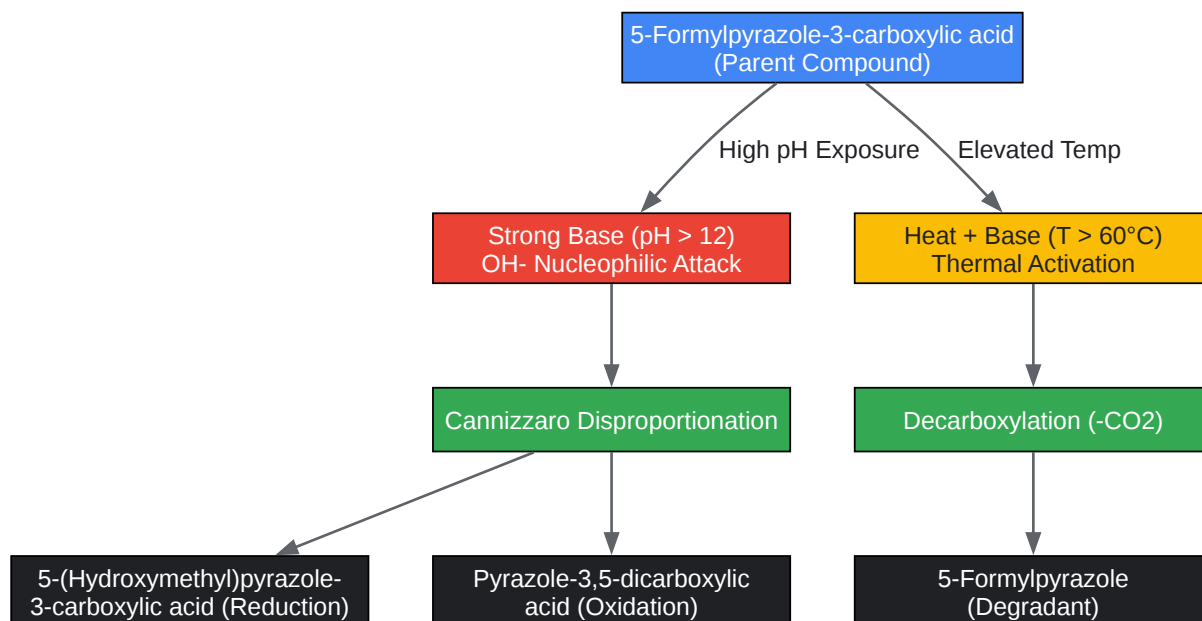 5-Formylpyrazole-3-carboxylic acid
(Parent Compound)
High pH Exposure
Elevated Temp
Strong Base (pH > 12)
OH- Nucleophilic Attack
Heat + Base (T > 60°C)
Thermal Activation
Cannizzaro Disproportionation
Decarboxylation (-CO2)
5-(Hydroxymethyl)pyrazole-
3-carboxylic acid (Reduction)
Pyrazole-3,5-dicarboxylic
acid (Oxidation)
5-Formylpyrazole
(Degradant)